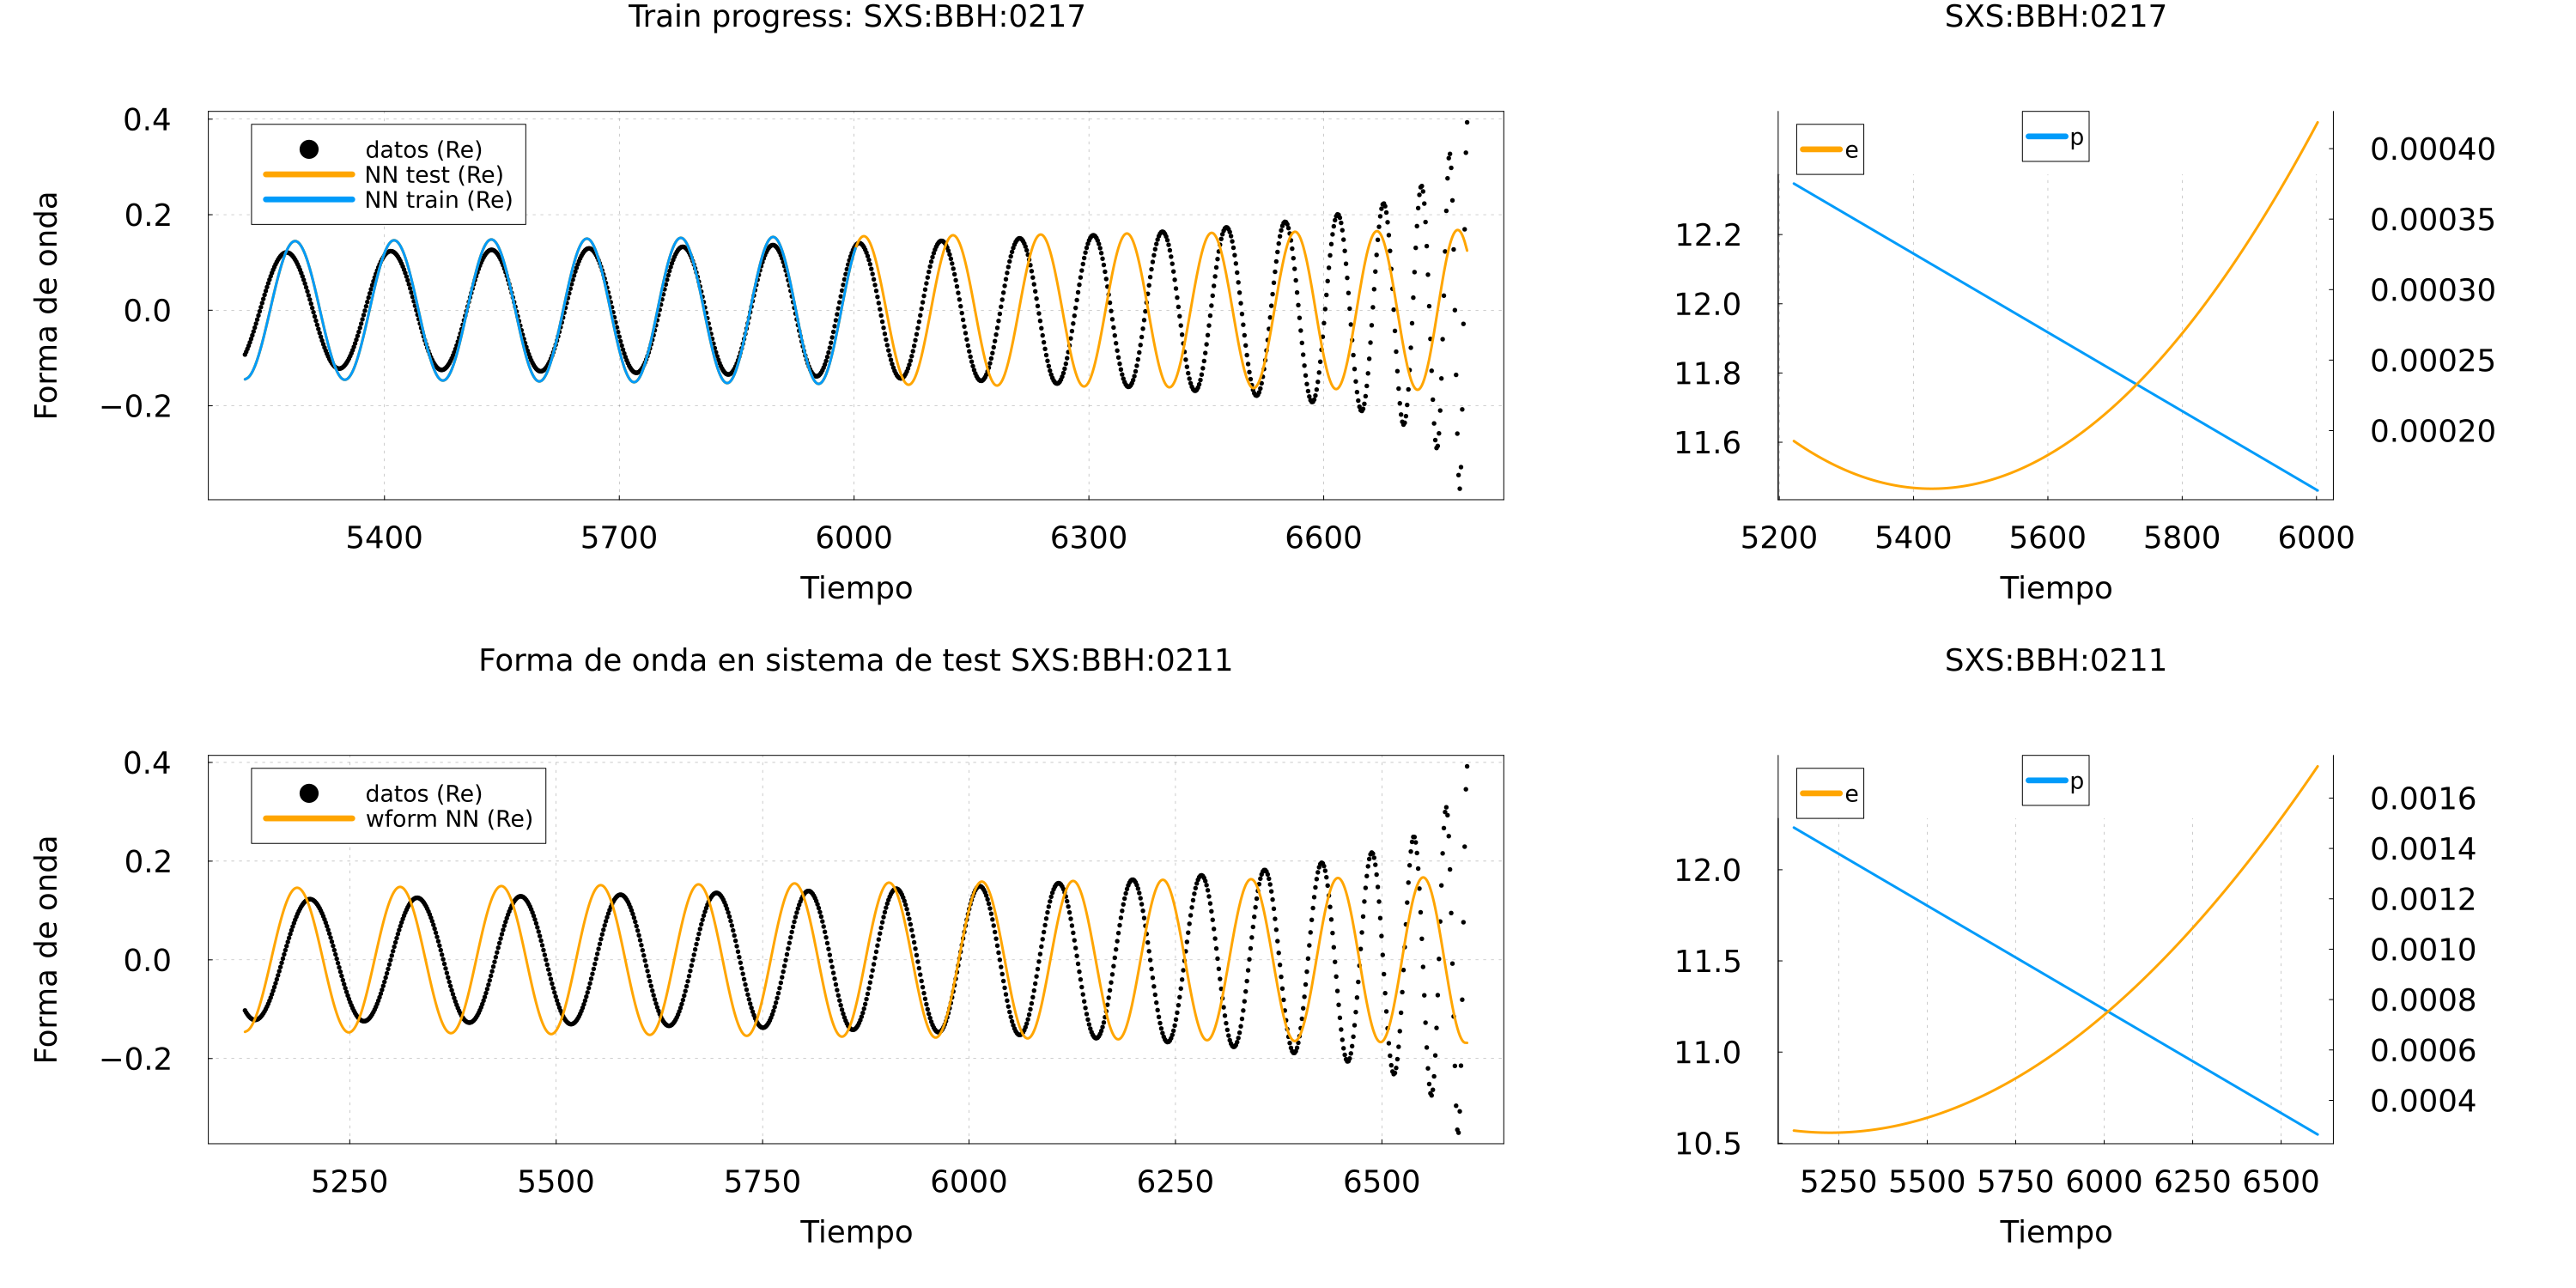 Train progress: SXS:BBH:0217
0.4
0.2
0.0
−0.2
Forma de onda
datos (Re)
NN test (Re)
NN train (Re)
5400 5700 6000 6300 6600
Tiempo
SXS:BBH:0217
e
p
12.2
12.0
11.8
11.6
0.00040
0.00035
0.00030
0.00025
0.00020
5200 5400 5600 5800 6000
Tiempo
Forma de onda en sistema de test SXS:BBH:0211
0.4
0.2
0.0
−0.2
Forma de onda
datos (Re)
wform NN (Re)
5250 5500 5750 6000 6250 6500
Tiempo
SXS:BBH:0211
e
p
12.0
11.5
11.0
10.5
0.0016
0.0014
0.0012
0.0010
0.0008
0.0006
0.0004
5250 5500 5750 6000 6250 6500
Tiempo